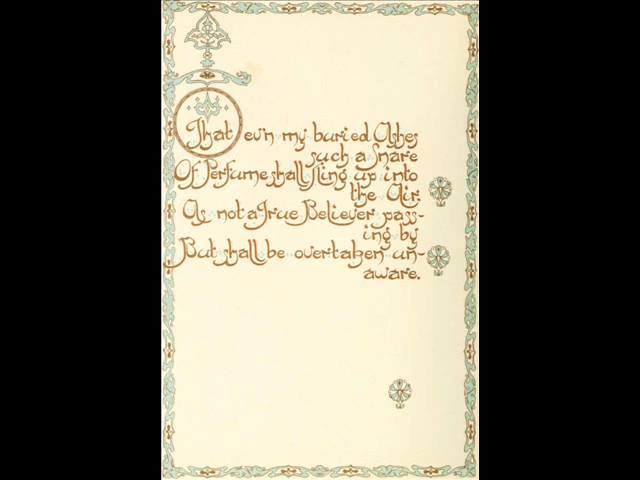 That ev'n my buried Ashes
such a Snare
Of Perfume shall fling up into
the Air:
As not a True Believer pass-
ing by
But shall be overtaken un-
aware.